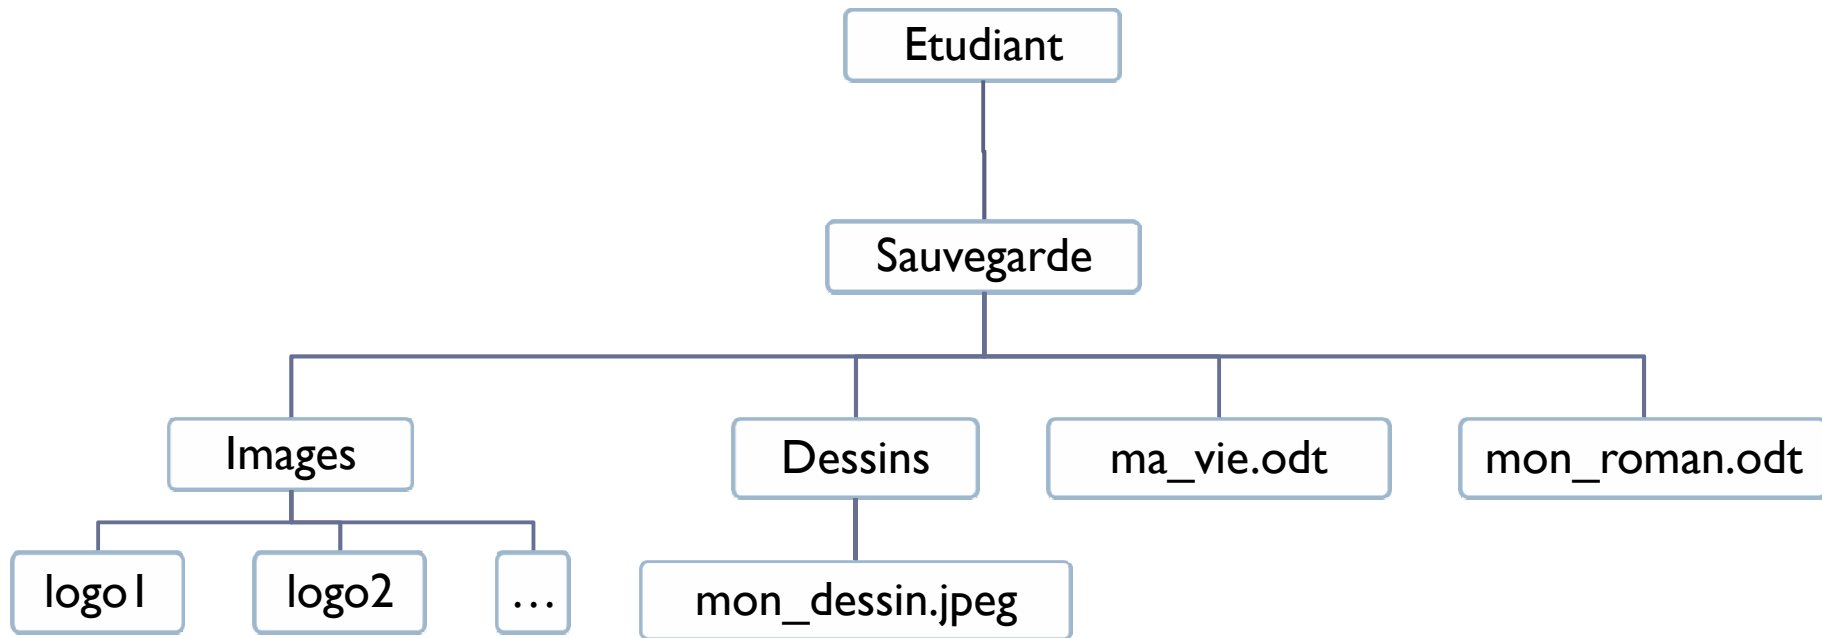 Etudiant
Sauvegarde
Images
Dessins
ma_vie.odt
mon_roman.odt
logo1
logo2
...
mon_dessin.jpeg